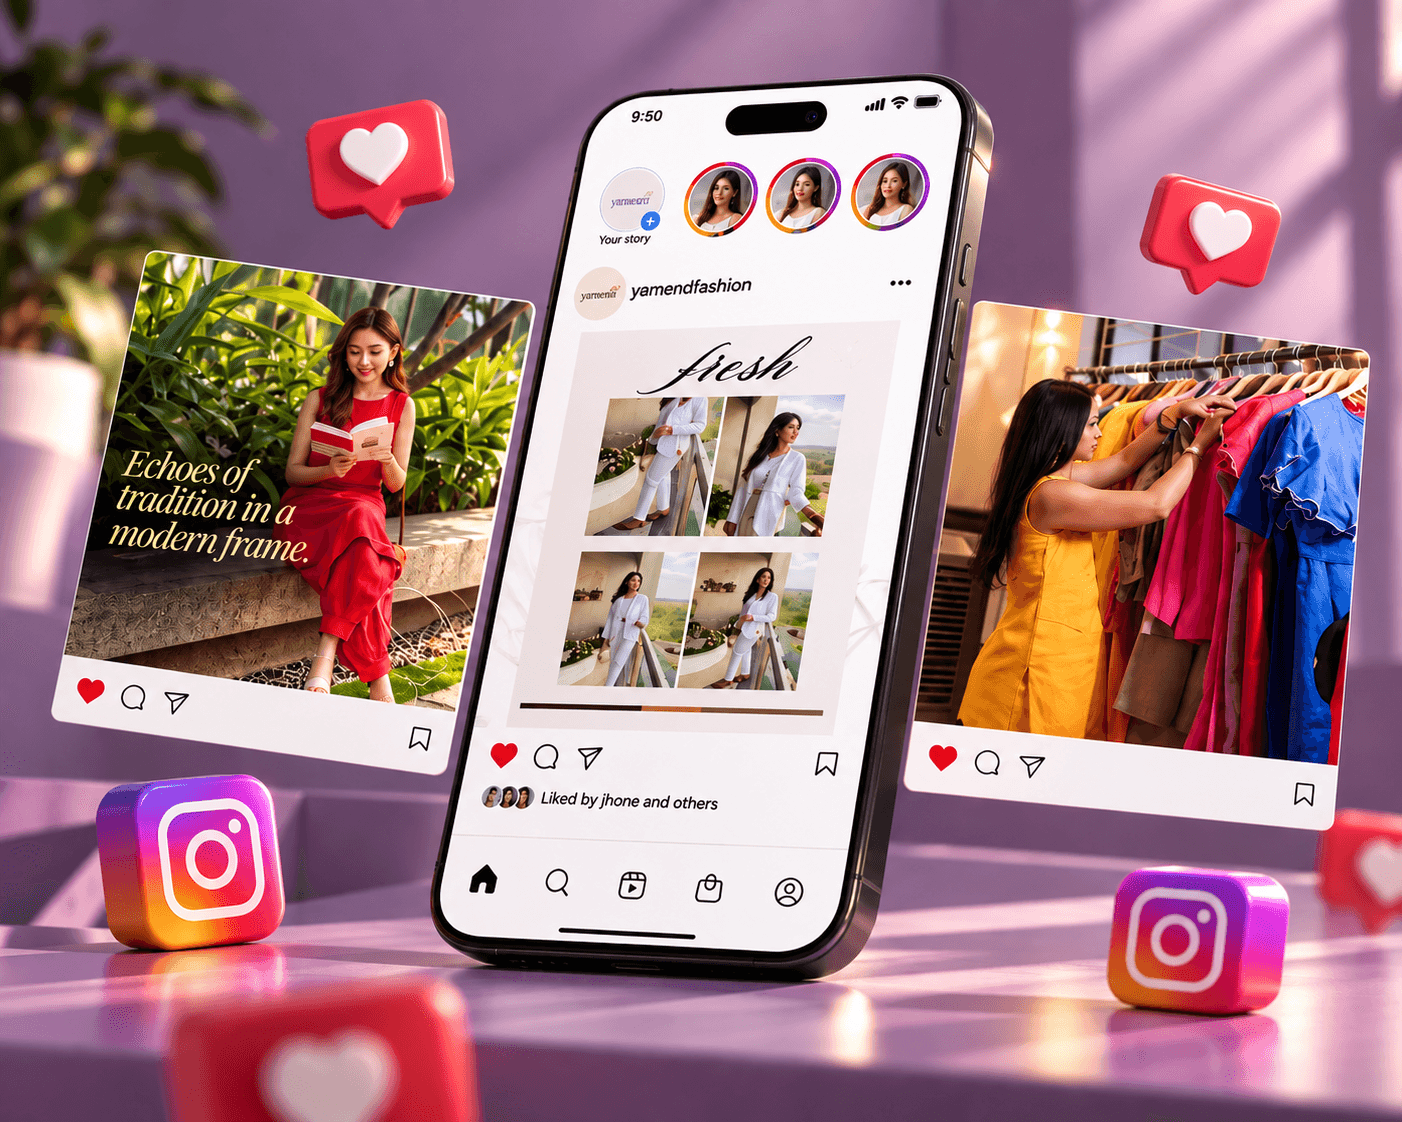 9:50
Your story
yamendfashion
fresh
Echoes of
tradition in a
modern frame.
Liked by jhone and others